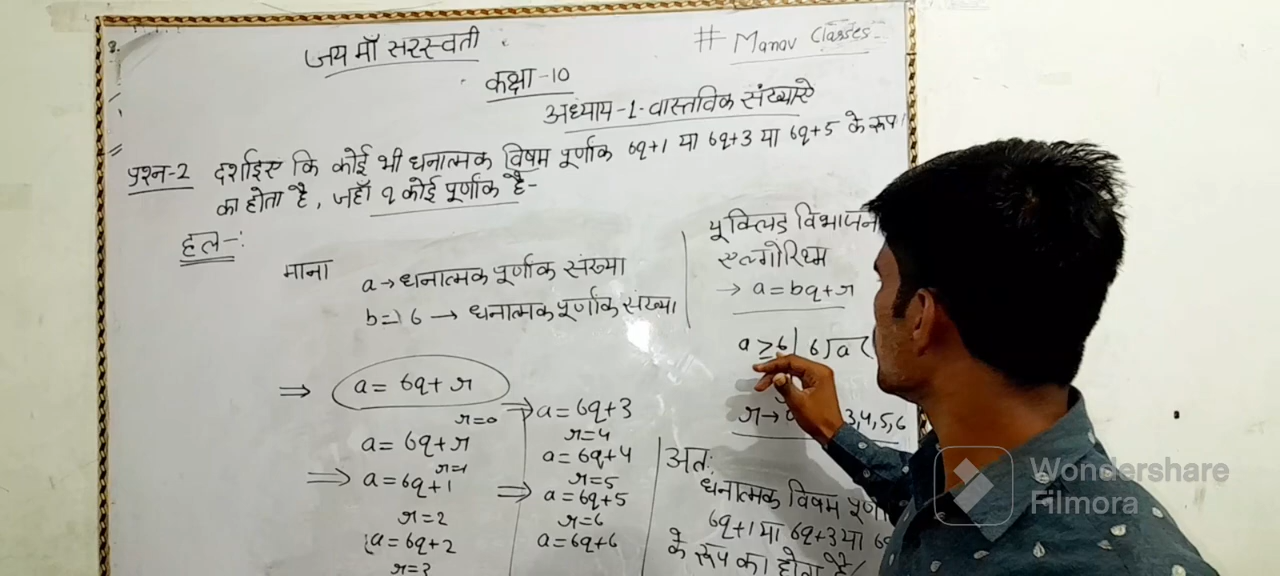 जय माँ सरस्वती
# Manav Classes
कक्षा-10
अध्याय-1-वास्तविक संख्याऐ
प्रश्न-2 दर्शाइए कि कोई भी धनात्मक विषम पूर्णांक 6q+1 या 6q+3 या 6q+5 के रूप
का होता है, जहाँ q कोई पूर्णांक है-
हल-:
माना
a→धनात्मक पूर्णांक संख्या
b=) 6 → धनात्मक पूर्णांक संख्या
⇒ a = 6q+r
r=0
a = 6q+r
r=1
⇒ a = 6q+1
r=2
a = 6q+2
r=3
⇒ a = 6q+3
r=4
a = 6q+4
r=5
⇒ a = 6q+5
r=6
a = 6q+6
यूक्लिड विभाजन
एल्गोरिथ्म
→ a = bq+r
a ≥ 6 | 6)a(
r→ 3,4,5,6
अतः
धनात्मक विषम
6q+1 या 6q+3 या
के रूप का होता है।
Wondershare
Filmora